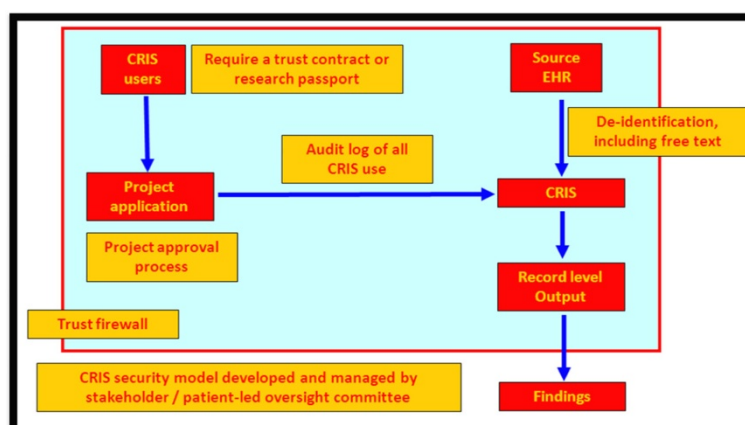 CRIS
users
Require a trust contract or
research passport
Source
EHR
De-identification,
including free text
Audit log of all
CRIS use
Project
application
CRIS
Project approval
process
Record level
Output
Trust firewall
CRIS security model developed and managed by
stakeholder / patient-led oversight committee
Findings